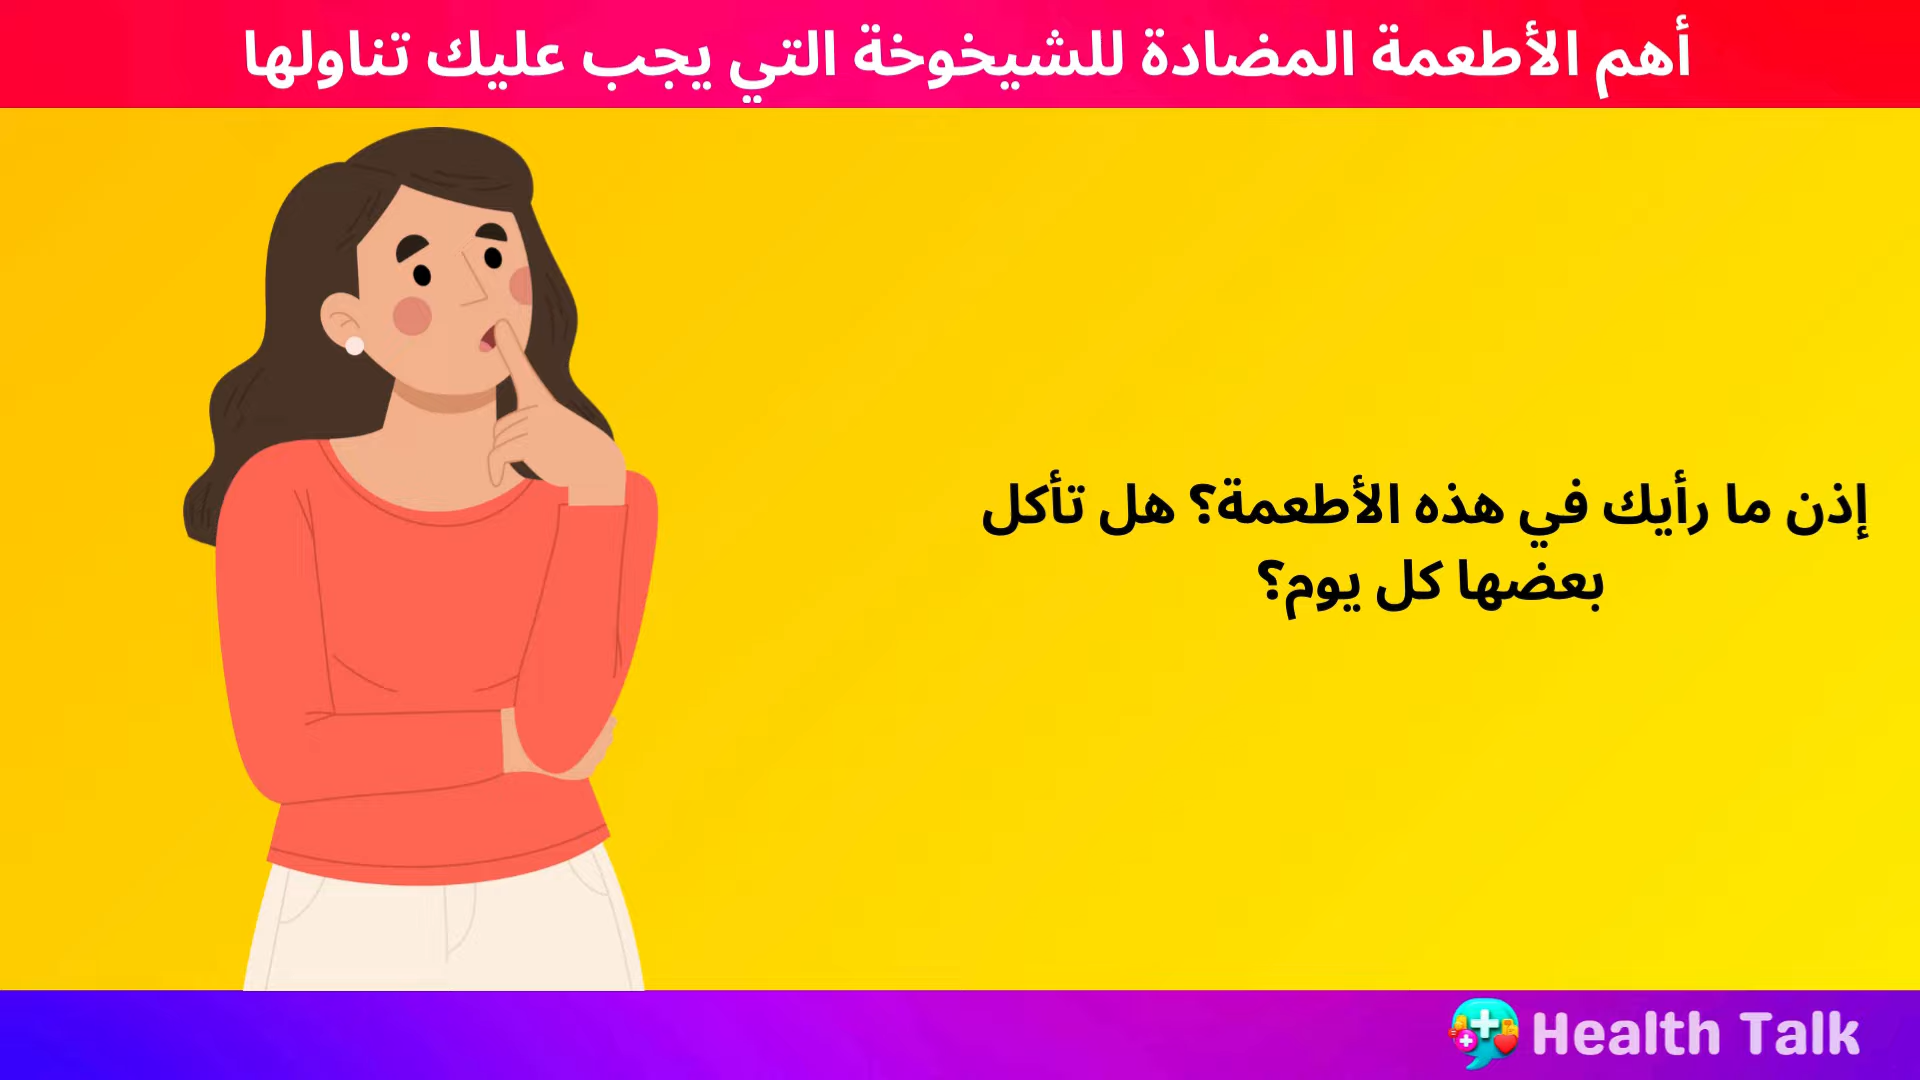 أهم الأطعمة المضادة للشيخوخة التي يجب عليك تناولها
إذن ما رأيك في هذه الأطعمة؟ هل تأكل
بعضها كل يوم؟
Health Talk